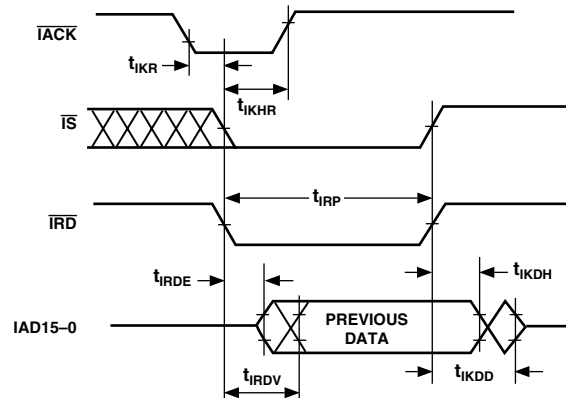 IACK
tIKR
tIKHR
IS
tIRP
IRD
tIRDE
tIKDH
IAD15–0
PREVIOUS
DATA
tIKDD
tIRDV